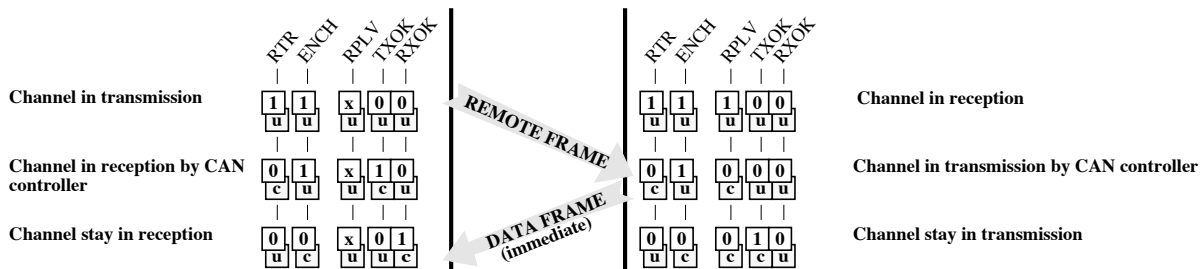 RTR ENCH RPLV TXOK RXOK RTR ENCH RPLV TXOK RXOK
Channel in transmission 1 1 x 0 0 REMOTE FRAME 1 1 1 0 0 Channel in reception
u u u u u u u u u u
Channel in reception by CAN
controller
0 1 x 1 0 0 1 0 0 0 Channel in transmission by CAN controller
c u u c u c u c u u
Channel stay in reception 0 0 x 0 1 DATA FRAME 0 0 0 1 0 Channel stay in transmission
(immediate)
u c u u c u c c c u